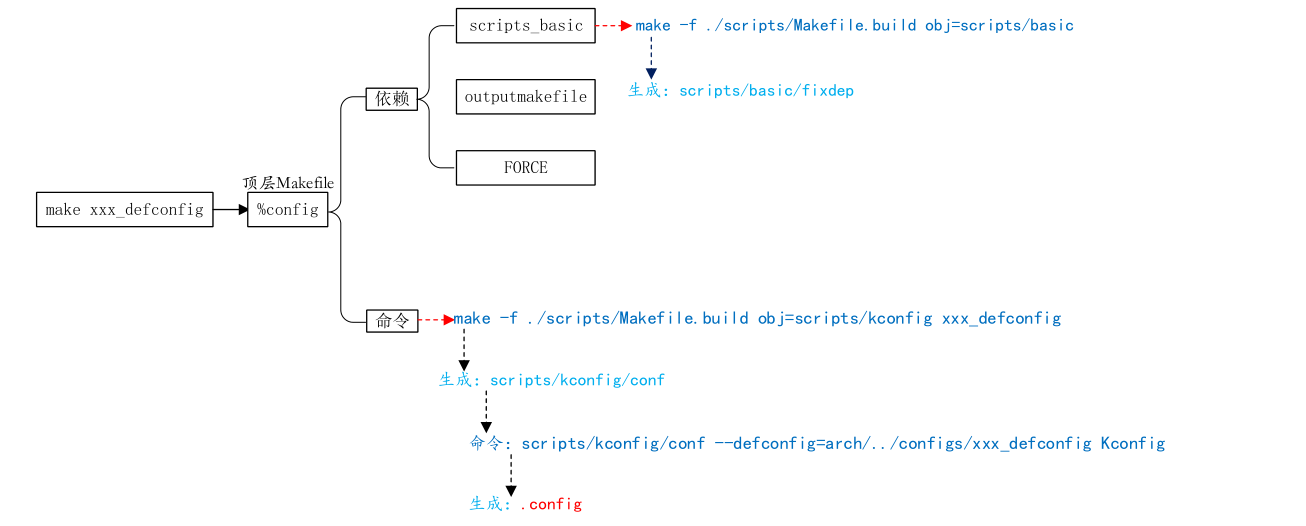 scripts_basic
make -f ./scripts/Makefile.build obj=scripts/basic
依赖
outputmakefile
生成：scripts/basic/fixdep
FORCE
顶层Makefile
make xxx_defconfig
%config
命令
make -f ./scripts/Makefile.build obj=scripts/kconfig xxx_defconfig
生成：scripts/kconfig/conf
命令：scripts/kconfig/conf --defconfig=arch/../configs/xxx_defconfig Kconfig
生成：.config